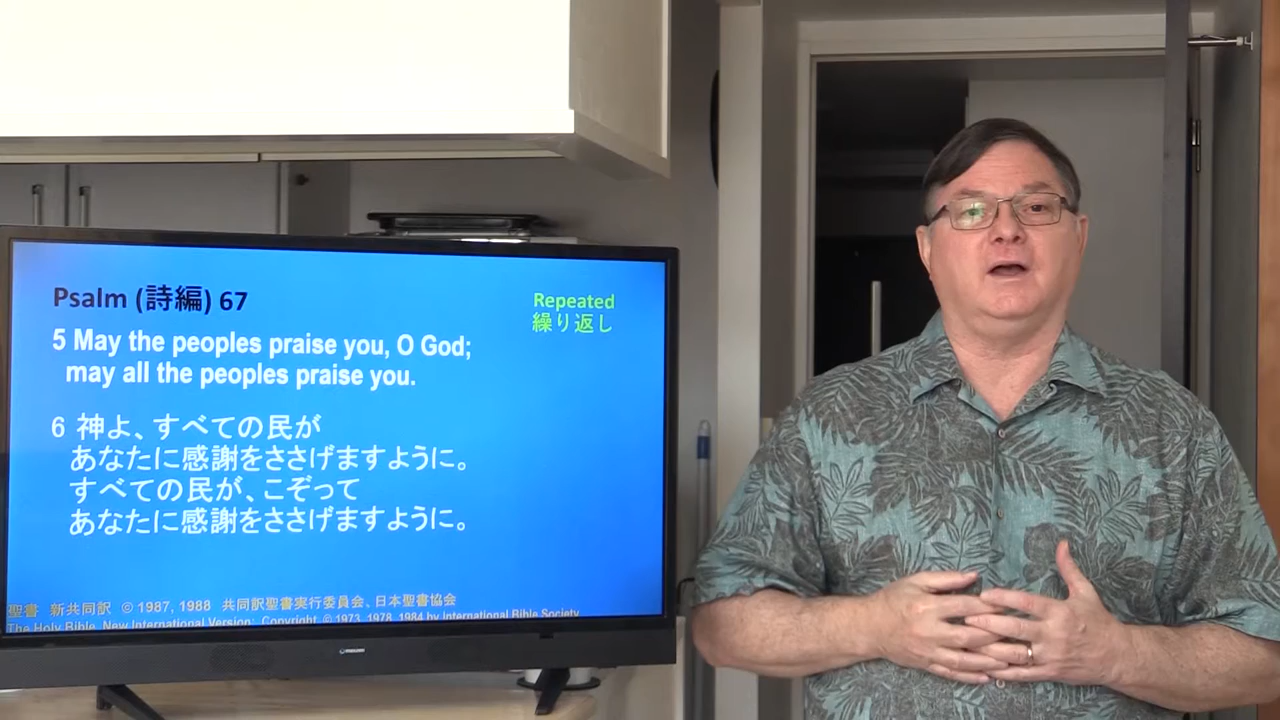 Psalm (詩編) 67
Repeated
繰り返し
5 May the peoples praise you, O God;
may all the peoples praise you.
6 神よ、すべての民が
あなたに感謝をささげますように。
すべての民が、こぞって
あなたに感謝をささげますように。
聖書 新共同訳 © 1987, 1988 共同訳聖書実行委員会、日本聖書協会
The Holy Bible, New International Version; Copyright, © 1973, 1978, 1984 by International Bible Society